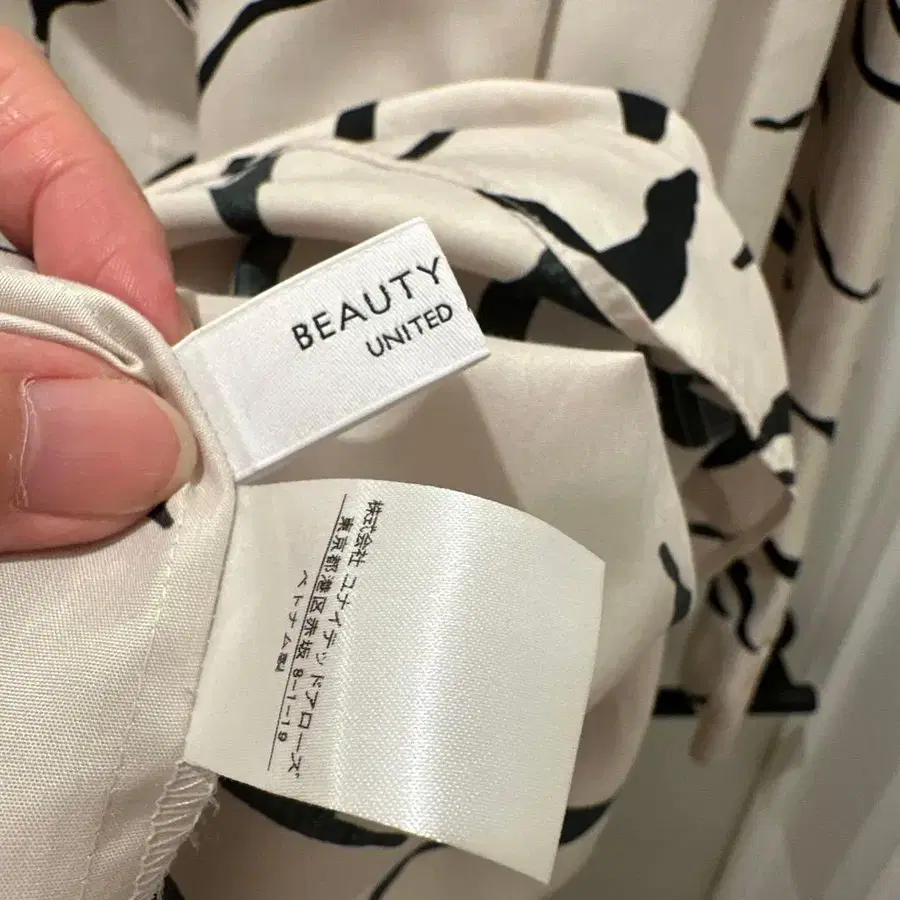 BEAUTY
UNITED
株式会社 ユナイテッドアローズ
東京都港区赤坂 8-1-19
ベトナム製